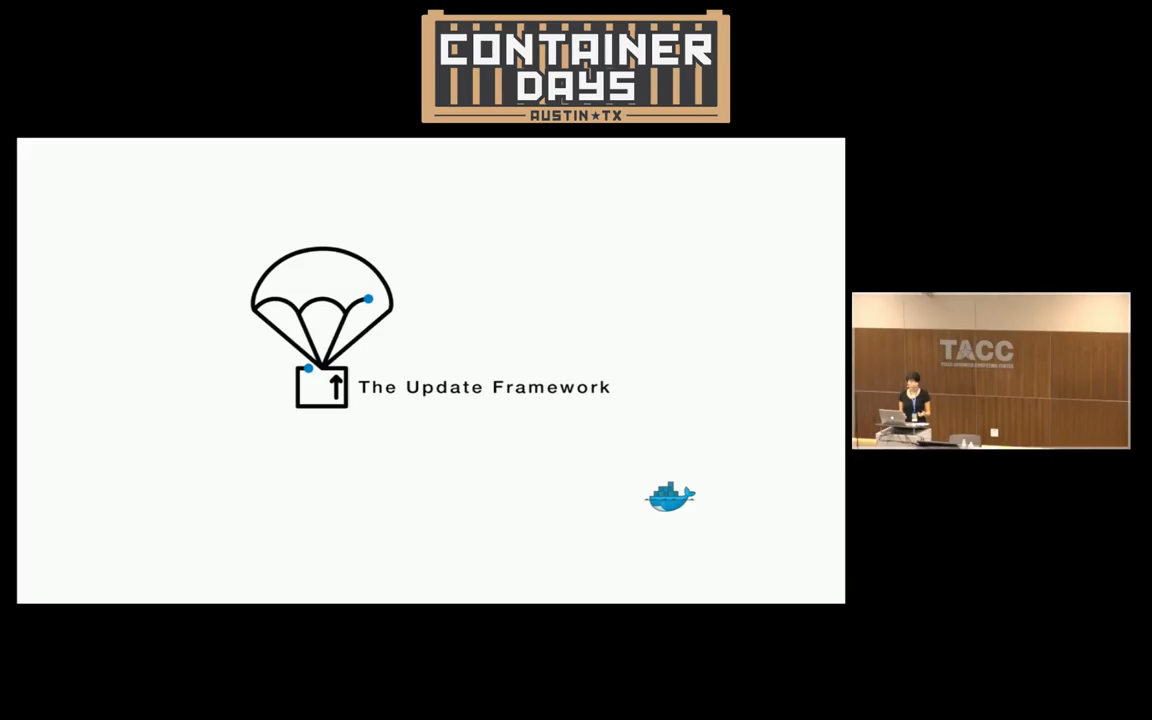 CONTAINER
DAYS
AUSTIN★TX
The Update Framework
TACC